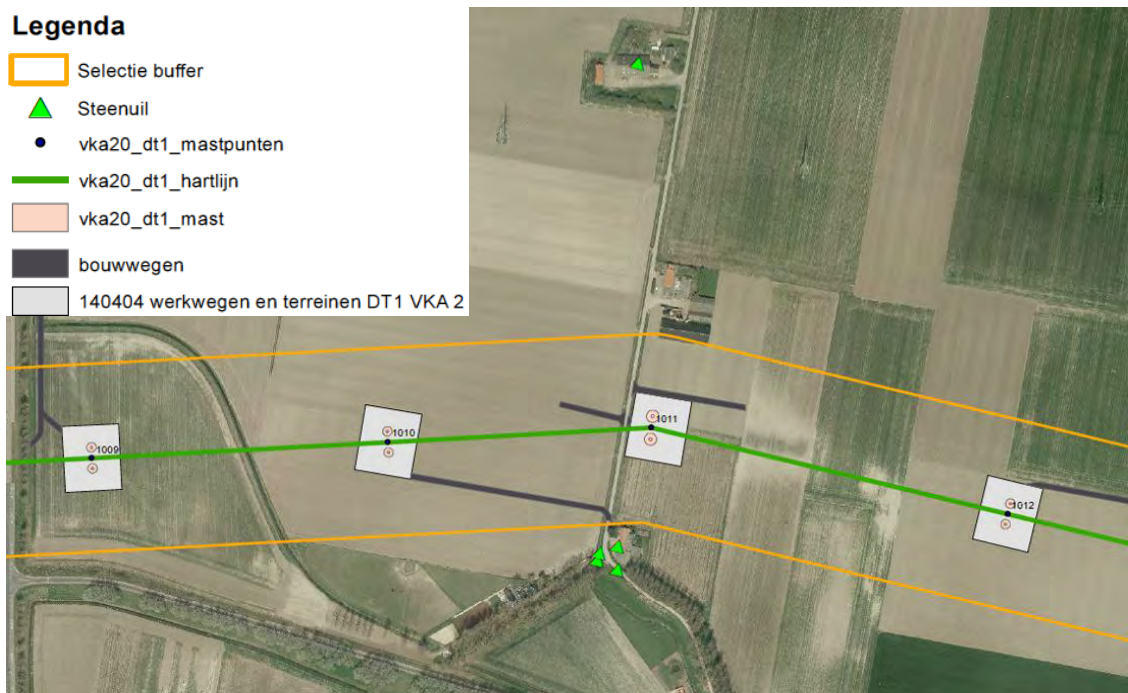 Legenda
Selectie buffer
Steenuil
vka20_dt1_mastpunten
vka20_dt1_hartlijn
vka20_dt1_mast
bouwwegen
140404 werkwegen en terreinen DT1 VKA 2
1009
1010
1011
1012